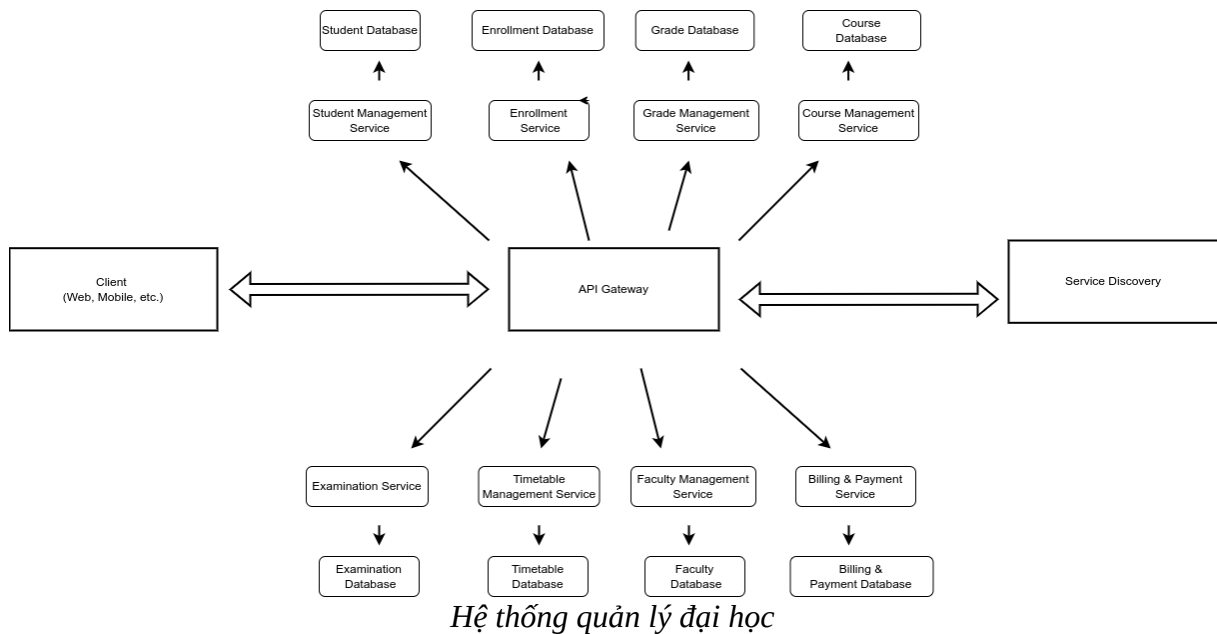 Student Database
Enrollment Database
Grade Database
Course
Database
Student Management
Service
Enrollment
Service
Grade Management
Service
Course Management
Service
Client
(Web, Mobile, etc.)
API Gateway
Service Discovery
Examination Service
Timetable
Management Service
Faculty Management
Service
Billing & Payment
Service
Examination
Database
Timetable
Database
Faculty
Database
Billing &
Payment Database
Hệ thống quản lý đại học